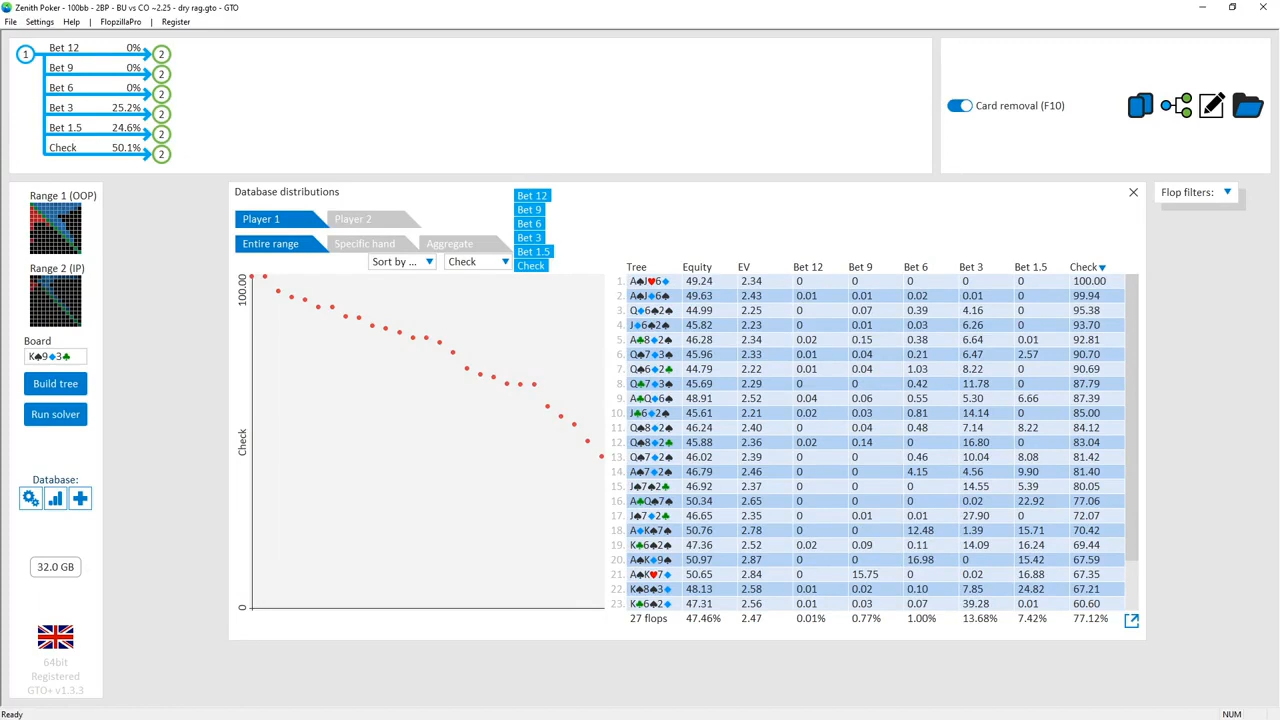 Zenith Poker - 100bb - 2BP - BU vs CO ~2.25 - dry rag.gto - GTO
File Settings Help FlopzillaPro Register
1 Bet 12 0% 2
Bet 9 0% 2
Bet 6 0% 2
Bet 3 25.2% 2
Bet 1.5 24.6% 2
Check 50.1% 2
Card removal (F10)
Range 1 (OOP)
Range 2 (IP)
Board
K♠9♦3♣
Build tree
Run solver
Database:
32.0 GB
64bit
Registered
GTO+ v1.3.3
Database distributions
Player 1 Player 2
Entire range Specific hand Aggregate
Sort by ... Check
Bet 12
Bet 9
Bet 6
Bet 3
Bet 1.5
Check
100.00
Check
0
Tree Equity EV Bet 12 Bet 9 Bet 6 Bet 3 Bet 1.5 Check
1. A♠J♥6♦ 49.24 2.34 0 0 0 0 0 100.00
2. A♠J♦6♠ 49.63 2.43 0.01 0.01 0.02 0.01 0 99.94
3. Q♦6♠2♠ 44.99 2.25 0 0.07 0.39 4.16 0 95.38
4. J♦6♠2♠ 45.82 2.23 0 0.01 0.03 6.26 0 93.70
5. A♣8♦2♠ 46.28 2.34 0.02 0.15 0.38 6.64 0.01 92.81
6. Q♠7♦3♠ 45.96 2.33 0.01 0.04 0.21 6.47 2.57 90.70
7. Q♠6♦2♣ 44.79 2.22 0.01 0.04 1.03 8.22 0 90.69
8. Q♣7♦3♠ 45.69 2.29 0 0 0.42 11.78 0 87.79
9. A♣Q♦6♠ 48.91 2.52 0.04 0.06 0.55 5.30 6.66 87.39
10. J♣6♦2♠ 45.61 2.21 0.02 0.03 0.81 14.14 0 85.00
11. Q♠8♦2♠ 46.24 2.40 0 0.04 0.48 7.14 8.22 84.12
12. Q♠8♦2♣ 45.88 2.36 0.02 0.14 0 16.80 0 83.04
13. Q♠7♦2♠ 46.02 2.39 0 0 0.46 10.04 8.08 81.42
14. A♠7♦2♠ 46.79 2.46 0 0 4.15 4.56 9.90 81.40
15. J♠7♠2♣ 46.92 2.37 0 0 0 14.55 5.39 80.05
16. A♣Q♠7♠ 50.34 2.65 0 0 0 0.02 22.92 77.06
17. J♠7♦2♣ 46.65 2.35 0 0.01 0.01 27.90 0 72.07
18. A♦K♠7♠ 50.76 2.78 0 0 12.48 1.39 15.71 70.42
19. K♣6♠2♠ 47.36 2.52 0.02 0.09 0.11 14.09 16.24 69.44
20. A♠K♦9♠ 50.97 2.87 0 0 16.98 0 15.42 67.59
21. A♠K♥7♦ 50.65 2.84 0 15.75 0 0.02 16.88 67.35
22. K♠8♠3♦ 48.13 2.58 0.01 0.02 0.10 7.85 24.82 67.21
23. K♣6♠2♦ 47.31 2.56 0.01 0.03 0.07 39.28 0.01 60.60
27 flops 47.46% 2.47 0.01% 0.77% 1.00% 13.68% 7.42% 77.12%
Flop filters:
Ready NUM